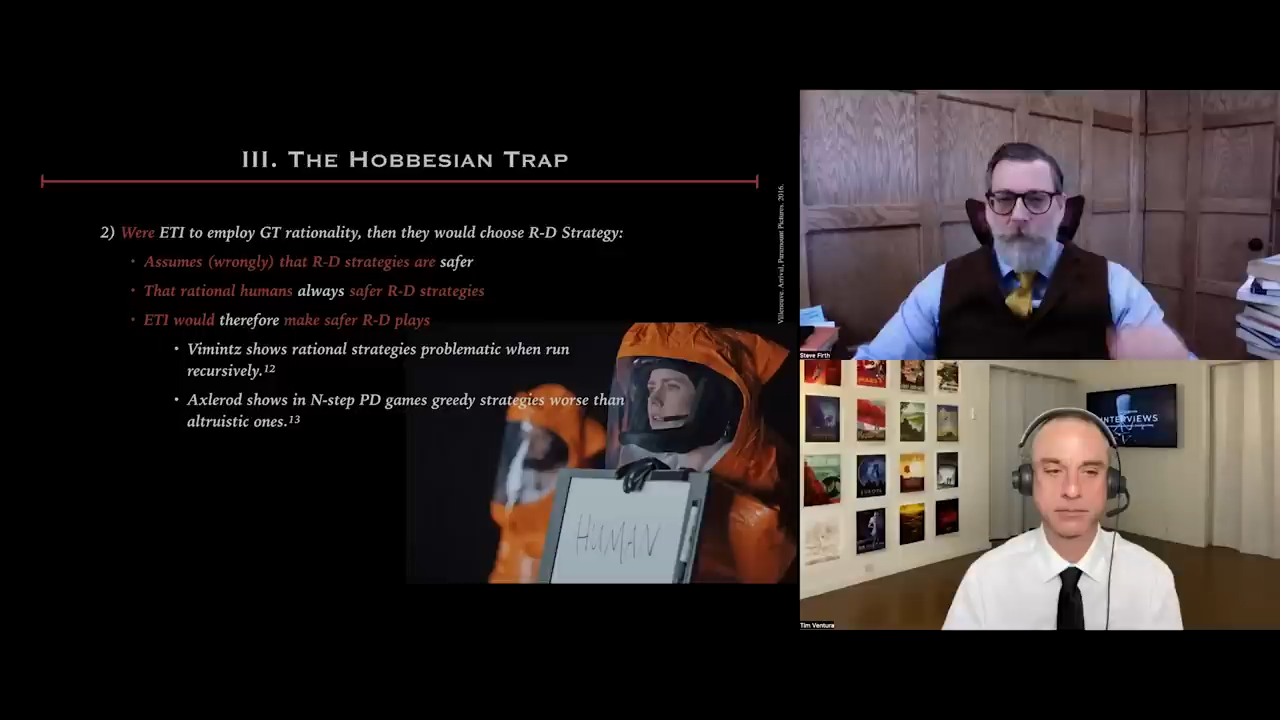 III. The Hobbesian Trap
2) Were ETI to employ GT rationality, then they would choose R-D Strategy:
• Assumes (wrongly) that R-D strategies are safer
• That rational humans always safer R-D strategies
• ETI would therefore make safer R-D plays
• Vimintz shows rational strategies problematic when run
recursively.¹²
• Axlerod shows in N-step PD games greedy strategies worse than
altruistic ones.¹³
HUMAN
Villeneuve. Arrival, Paramount Pictures. 2016.
Steve Firth
INTERVIEWS
EUROPA
Tim Ventura